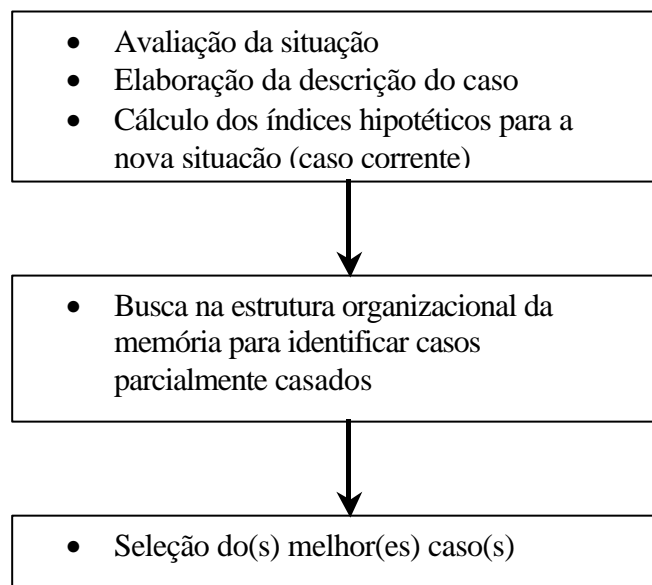 • Avaliação da situação
• Elaboração da descrição do caso
• Cálculo dos índices hipotéticos para a
nova situação (caso corrente)
• Busca na estrutura organizacional da
memória para identificar casos
parcialmente casados
• Seleção do(s) melhor(es) caso(s)